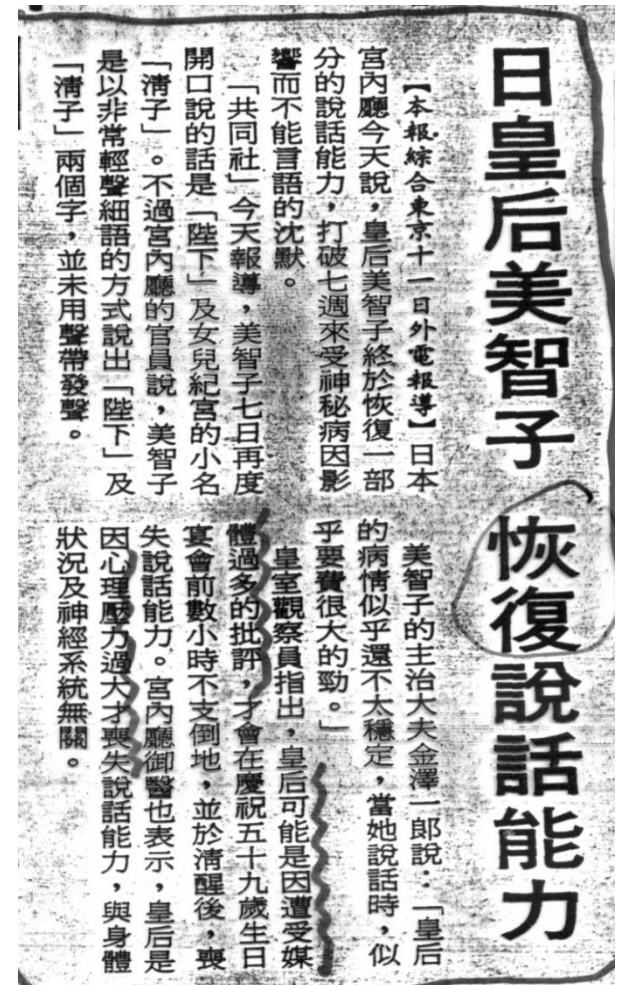 日皇后美智子 恢復說話能力
【本報綜合東京十一日外電報導】日本
宮內廳今天說，皇后美智子終於恢復一部
分的說話能力，打破七週來受神秘病因影
響而不能言語的沈默。
「共同社」今天報導，美智子七日再度
開口說的話是「陛下」及女兒紀宮的小名
「清子」。不過宮內廳的官員說，美智子
是以非常輕聲細語的方式說出「陛下」及
「清子」兩個字，並未用聲帶發聲。
美智子的主治大夫金澤一郎說：「皇后
的病情似乎還不太穩定，當她說話時，似
乎要費很大的勁。」
皇室觀察員指出，皇后可能是因遭受媒
體過多的批評，才會在慶祝五十九歲生日
宴會前數小時不支倒地，並於清醒後，喪
失說話能力。宮內廳御醫也表示，皇后是
因心理壓力過大才喪失說話能力，與身體
狀況及神經系統無關。